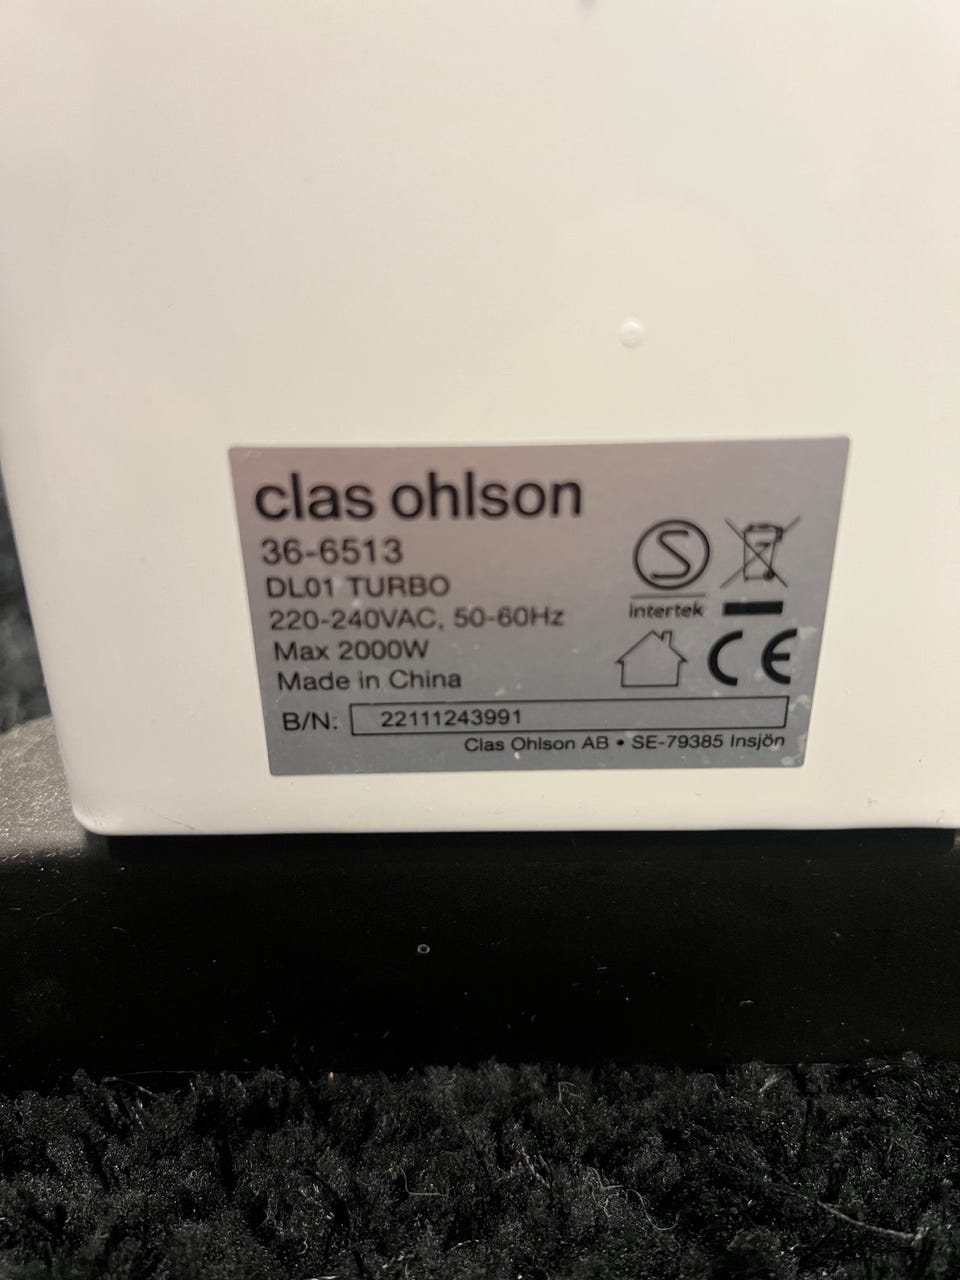 clas ohlson
36-6513
DL01 TURBO
220-240VAC, 50-60Hz
Max 2000W
Made in China
S
intertek
CE
B/N: 22111243991
Clas Ohlson AB • SE-79385 Insjön